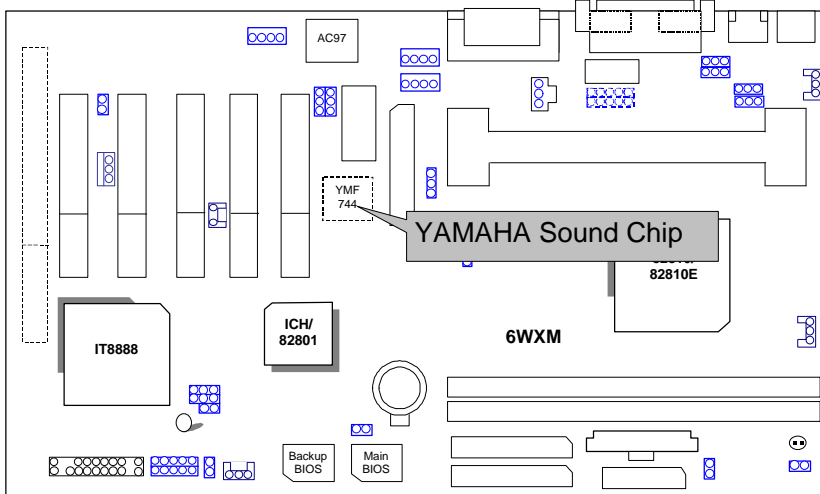 AC97
YMF
744
YAMAHA Sound Chip
82810E
IT8888
ICH/
82801
6WXM
Backup
BIOS
Main
BIOS